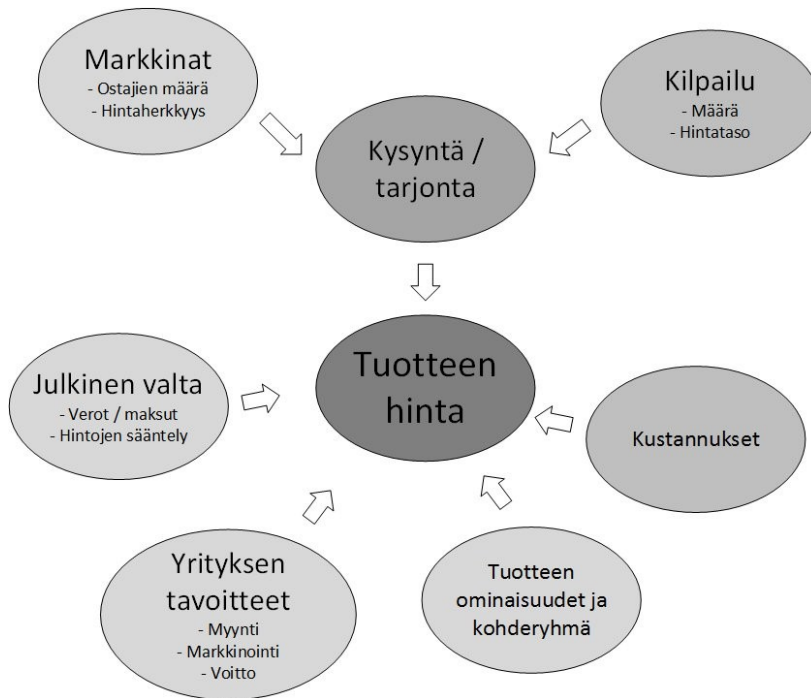 Markkinat
- Ostajien määrä
- Hintaherkkyys
Kilpailu
- Määrä
- Hintataso
Kysyntä /
tarjonta
Tuotteen
hinta
Julkinen valta
- Verot / maksut
- Hintojen sääntely
Kustannukset
Yrityksen
tavoitteet
- Myynti
- Markkinointi
- Voitto
Tuotteen
ominaisuudet ja
kohderyhmä